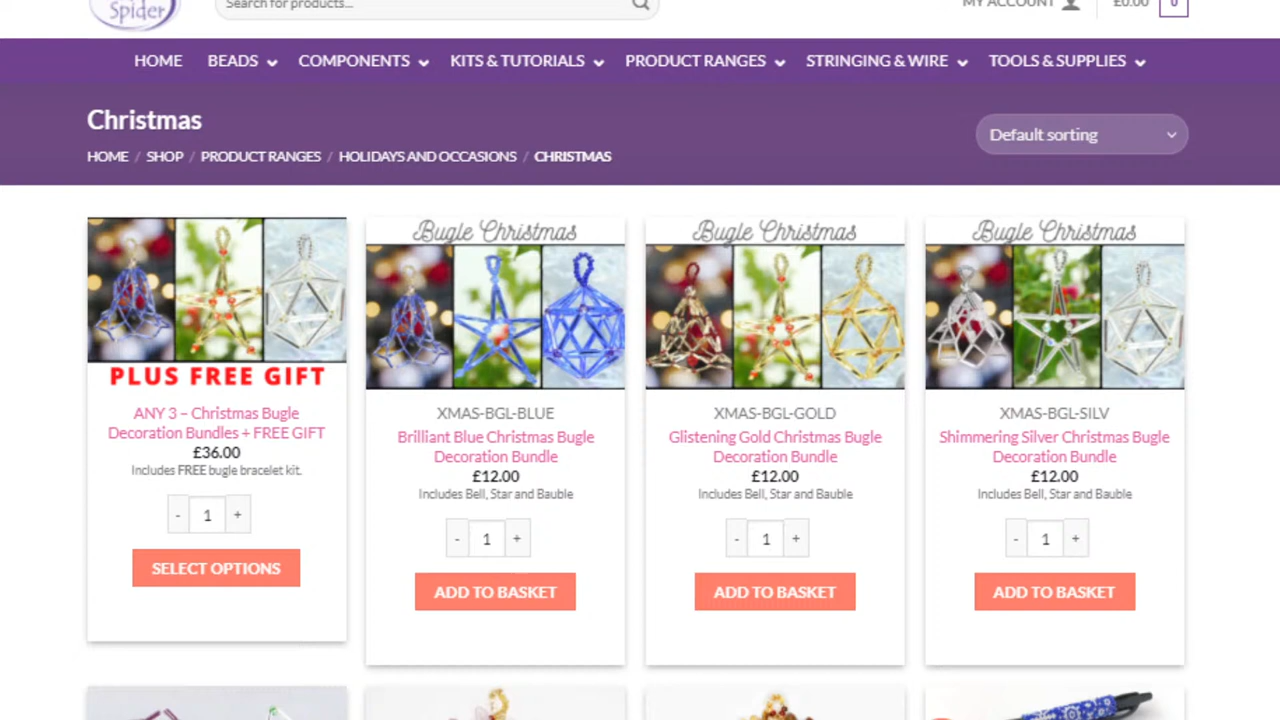 Spider
Search for products...
MY ACCOUNT
£0.00
0
HOME
BEADS
COMPONENTS
KITS & TUTORIALS
PRODUCT RANGES
STRINGING & WIRE
TOOLS & SUPPLIES
Christmas
HOME / SHOP / PRODUCT RANGES / HOLIDAYS AND OCCASIONS / CHRISTMAS
Default sorting
PLUS FREE GIFT
ANY 3 – Christmas Bugle
Decoration Bundles + FREE GIFT
£36.00
Includes FREE bugle bracelet kit.
- 1 +
SELECT OPTIONS
Bugle Christmas
XMAS-BGL-BLUE
Brilliant Blue Christmas Bugle
Decoration Bundle
£12.00
Includes Bell, Star and Bauble
- 1 +
ADD TO BASKET
Bugle Christmas
XMAS-BGL-GOLD
Glistening Gold Christmas Bugle
Decoration Bundle
£12.00
Includes Bell, Star and Bauble
- 1 +
ADD TO BASKET
Bugle Christmas
XMAS-BGL-SILV
Shimmering Silver Christmas Bugle
Decoration Bundle
£12.00
Includes Bell, Star and Bauble
- 1 +
ADD TO BASKET